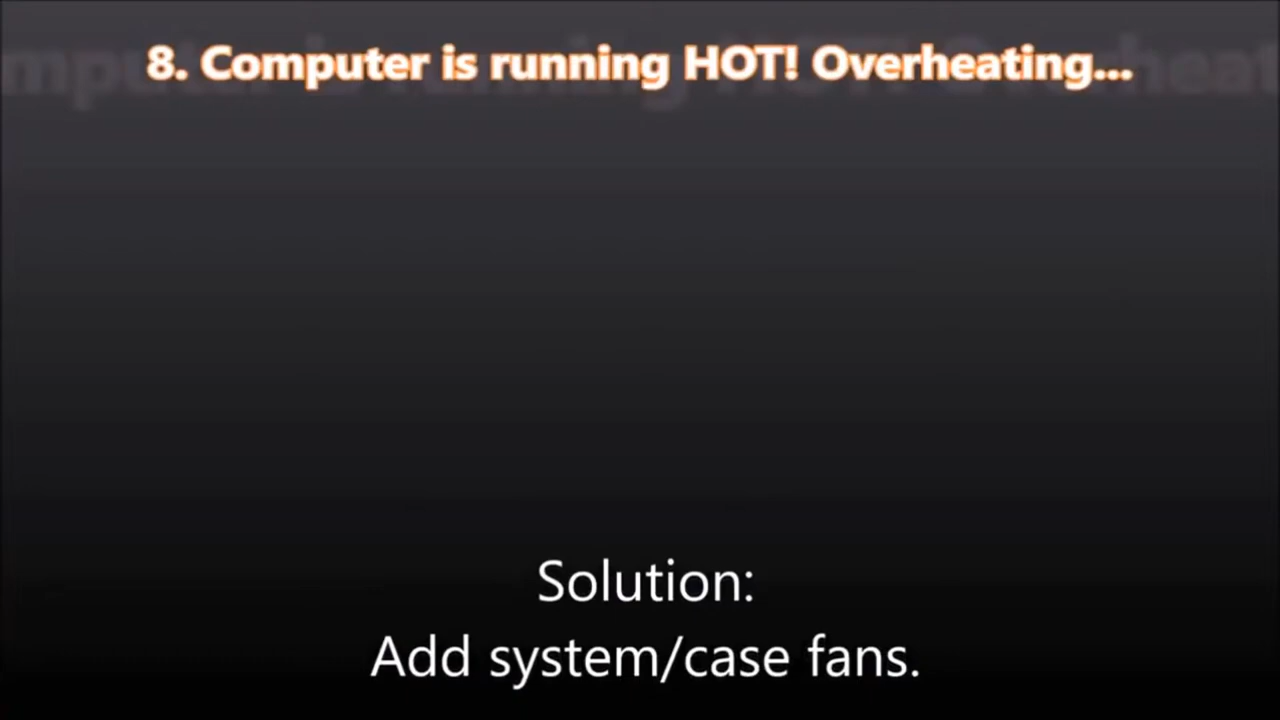 8. Computer is running HOT! Overheating...
Solution:
Add system/case fans.